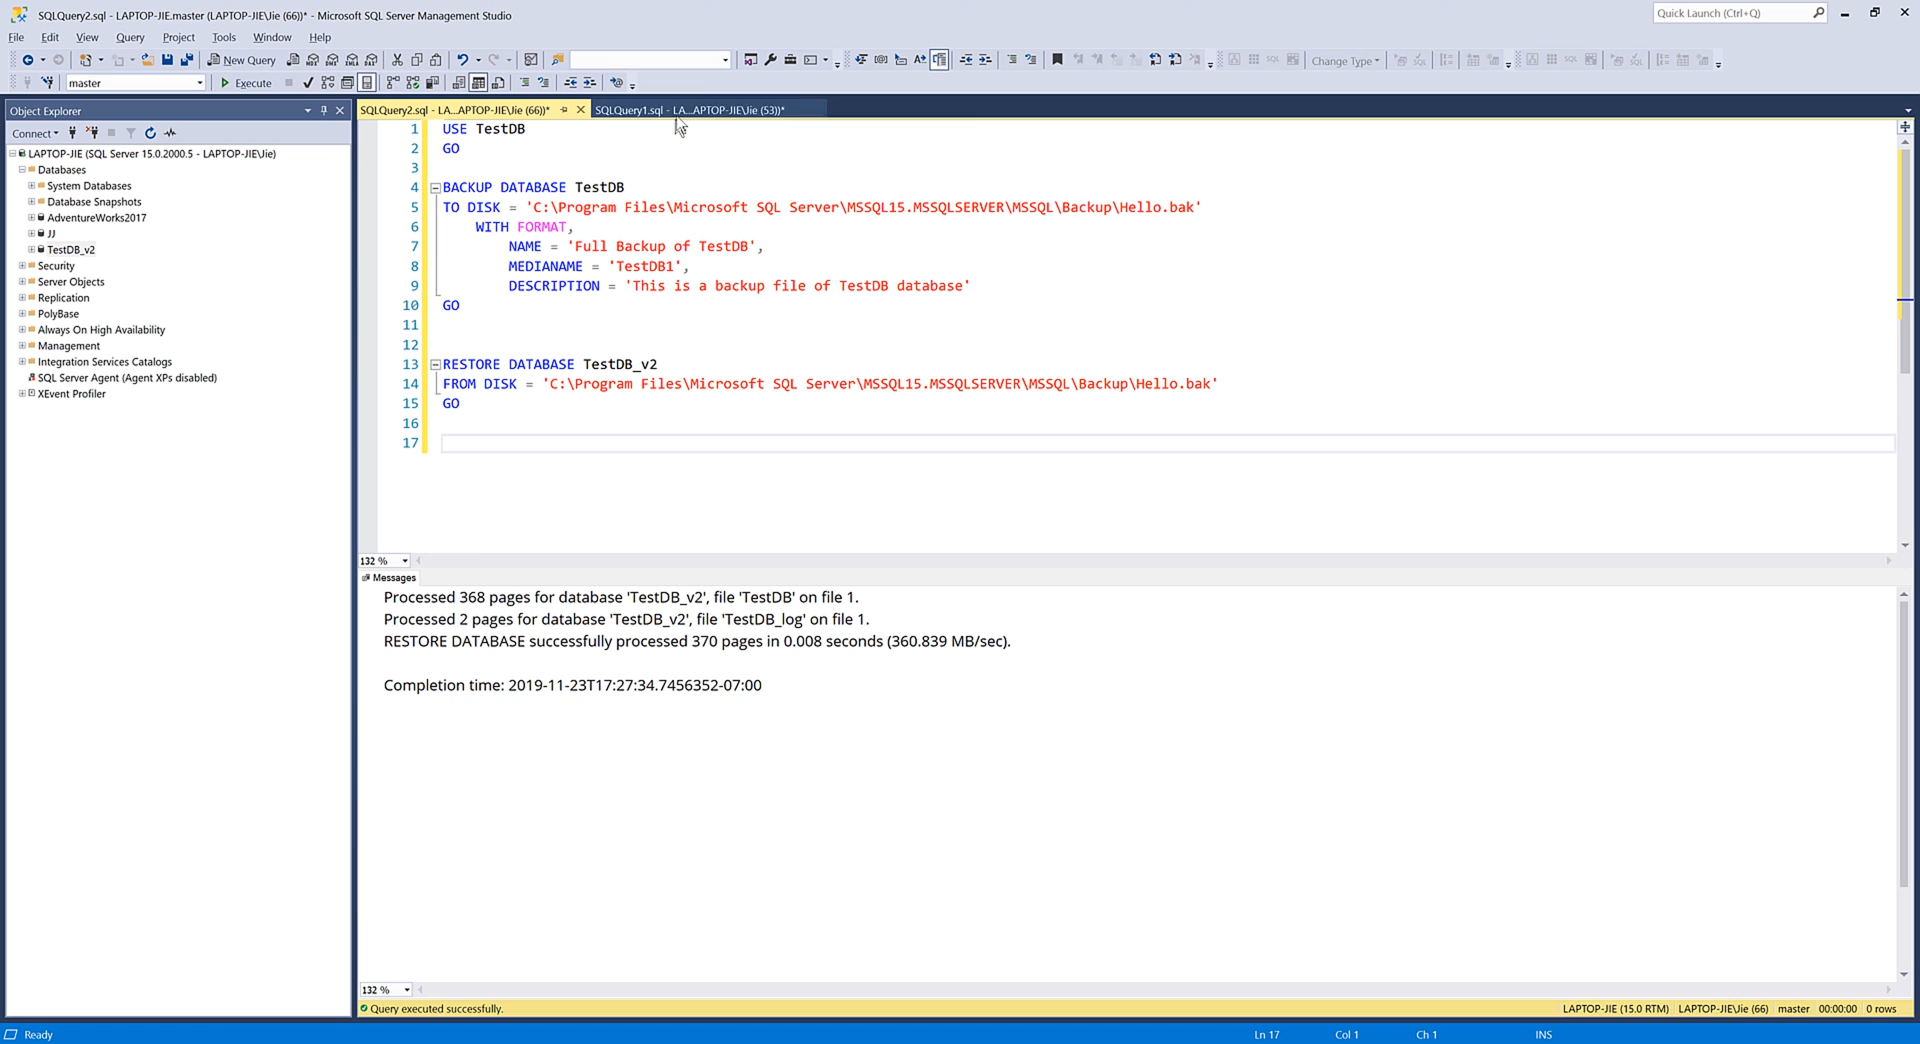 SQLQuery2.sql - LAPTOP-JIE.master (LAPTOP-JIE\Jie (66))* - Microsoft SQL Server Management Studio
Quick Launch (Ctrl+Q)
File Edit View Query Project Tools Window Help
New Query
Change Type
master
Execute
Object Explorer
SQLQuery2.sql - LA...APTOP-JIE\Jie (66))*
SQLQuery1.sql - LA...APTOP-JIE\Jie (53))*
Connect
LAPTOP-JIE (SQL Server 15.0.2000.5 - LAPTOP-JIE\Jie)
Databases
System Databases
Database Snapshots
AdventureWorks2017
JJ
TestDB_v2
Security
Server Objects
Replication
PolyBase
Always On High Availability
Management
Integration Services Catalogs
SQL Server Agent (Agent XPs disabled)
XEvent Profiler
1 USE TestDB
2 GO
3
4 BACKUP DATABASE TestDB
5 TO DISK = 'C:\Program Files\Microsoft SQL Server\MSSQL15.MSSQLSERVER\MSSQL\Backup\Hello.bak'
6 WITH FORMAT,
7 NAME = 'Full Backup of TestDB',
8 MEDIANAME = 'TestDB1',
9 DESCRIPTION = 'This is a backup file of TestDB database'
10 GO
11
12
13 RESTORE DATABASE TestDB_v2
14 FROM DISK = 'C:\Program Files\Microsoft SQL Server\MSSQL15.MSSQLSERVER\MSSQL\Backup\Hello.bak'
15 GO
16
17
132 %
Messages
Processed 368 pages for database 'TestDB_v2', file 'TestDB' on file 1.
Processed 2 pages for database 'TestDB_v2', file 'TestDB_log' on file 1.
RESTORE DATABASE successfully processed 370 pages in 0.008 seconds (360.839 MB/sec).
Completion time: 2019-11-23T17:27:34.7456352-07:00
132 %
Query executed successfully.
LAPTOP-JIE (15.0 RTM) LAPTOP-JIE\Jie (66) master 00:00:00 0 rows
Ready
Ln 17 Col 1 Ch 1 INS